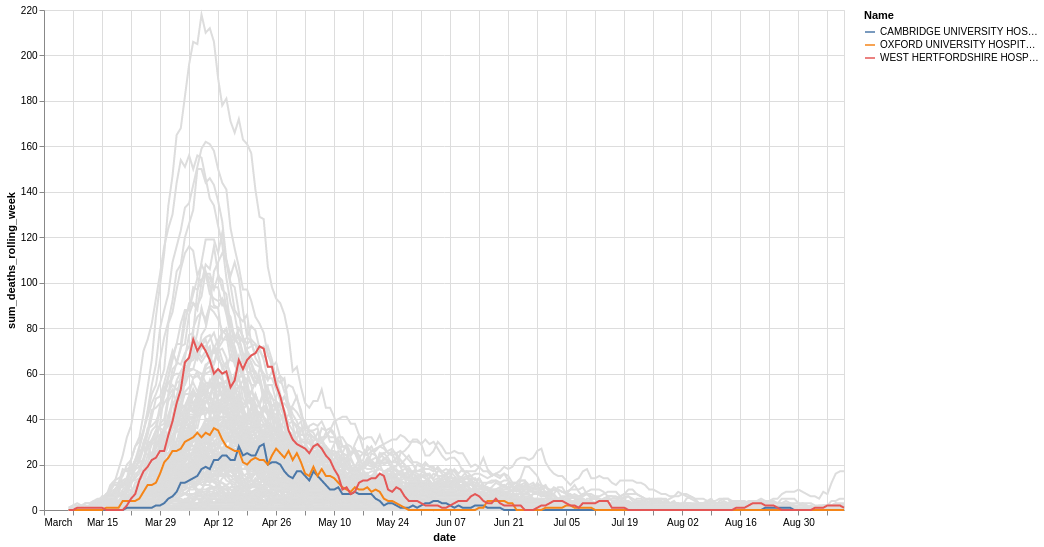 220
200
180
160
140
120
100
80
60
40
20
0
sum_deaths_rolling_week
March Mar 15 Mar 29 Apr 12 Apr 26 May 10 May 24 Jun 07 Jun 21 Jul 05 Jul 19 Aug 02 Aug 16 Aug 30
date
Name
CAMBRIDGE UNIVERSITY HOS…
OXFORD UNIVERSITY HOSPIT…
WEST HERTFORDSHIRE HOSP…